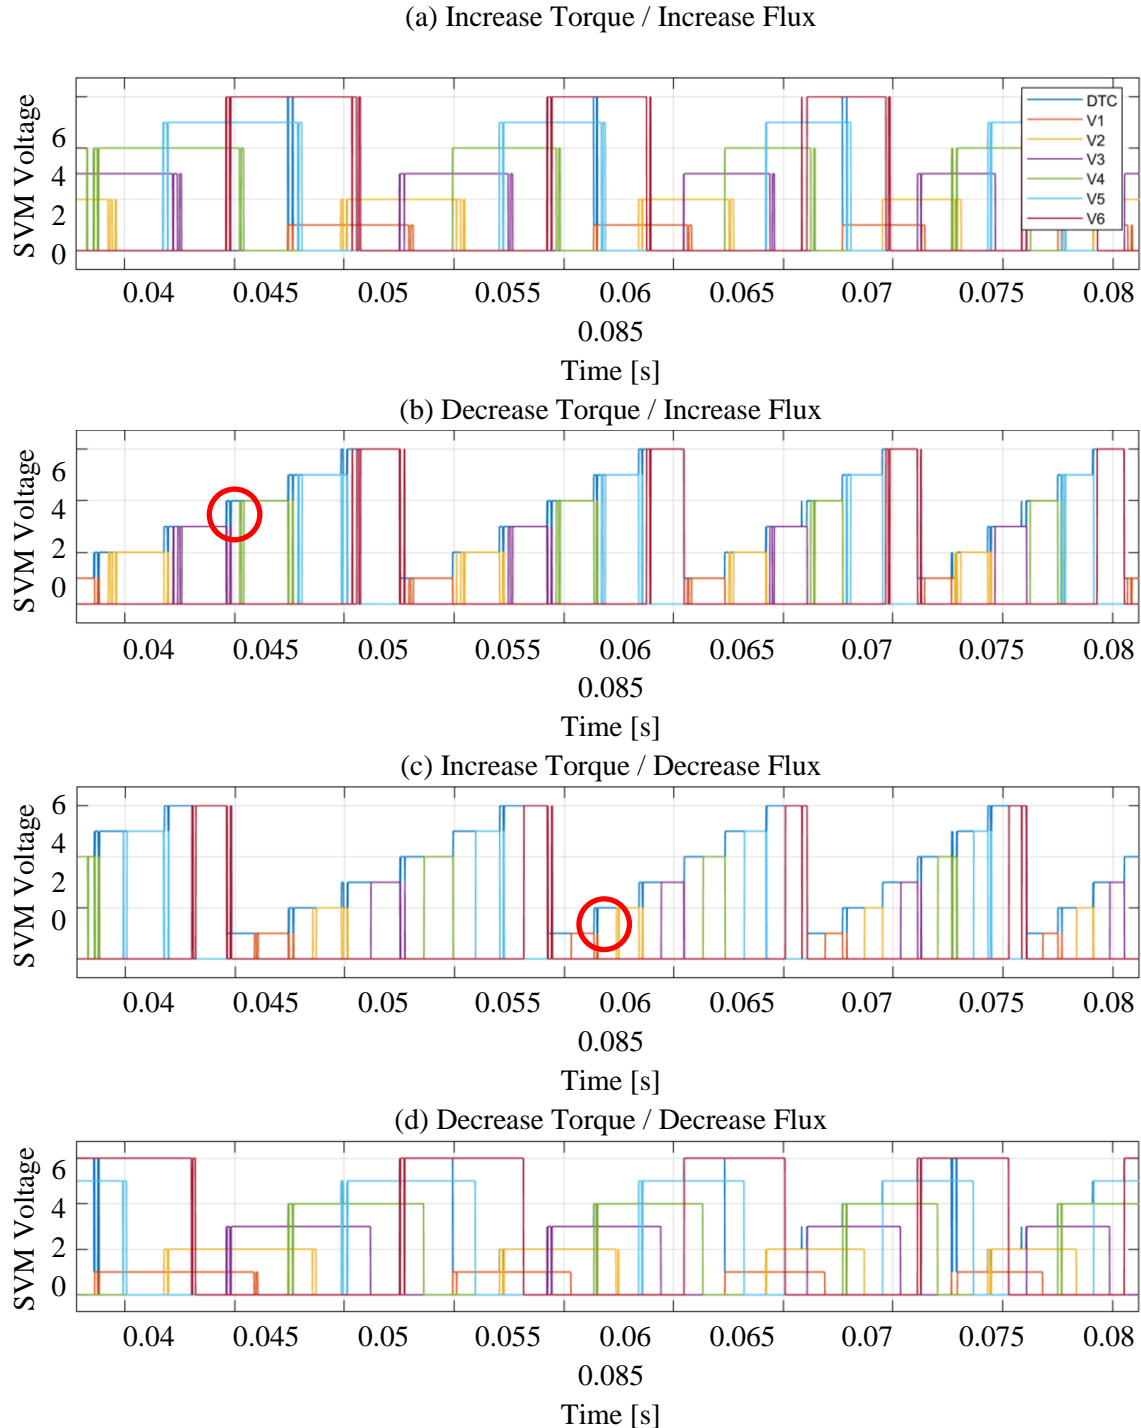 (a) Increase Torque / Increase Flux
SVM Voltage
6
4
2
0
DTC
V1
V2
V3
V4
V5
V6
0.04 0.045 0.05 0.055 0.06 0.065 0.07 0.075 0.08
0.085
Time [s]
(b) Decrease Torque / Increase Flux
SVM Voltage
6
4
2
0
0.04 0.045 0.05 0.055 0.06 0.065 0.07 0.075 0.08
0.085
Time [s]
(c) Increase Torque / Decrease Flux
SVM Voltage
6
4
2
0
0.04 0.045 0.05 0.055 0.06 0.065 0.07 0.075 0.08
0.085
Time [s]
(d) Decrease Torque / Decrease Flux
SVM Voltage
6
4
2
0
0.04 0.045 0.05 0.055 0.06 0.065 0.07 0.075 0.08
0.085
Time [s]